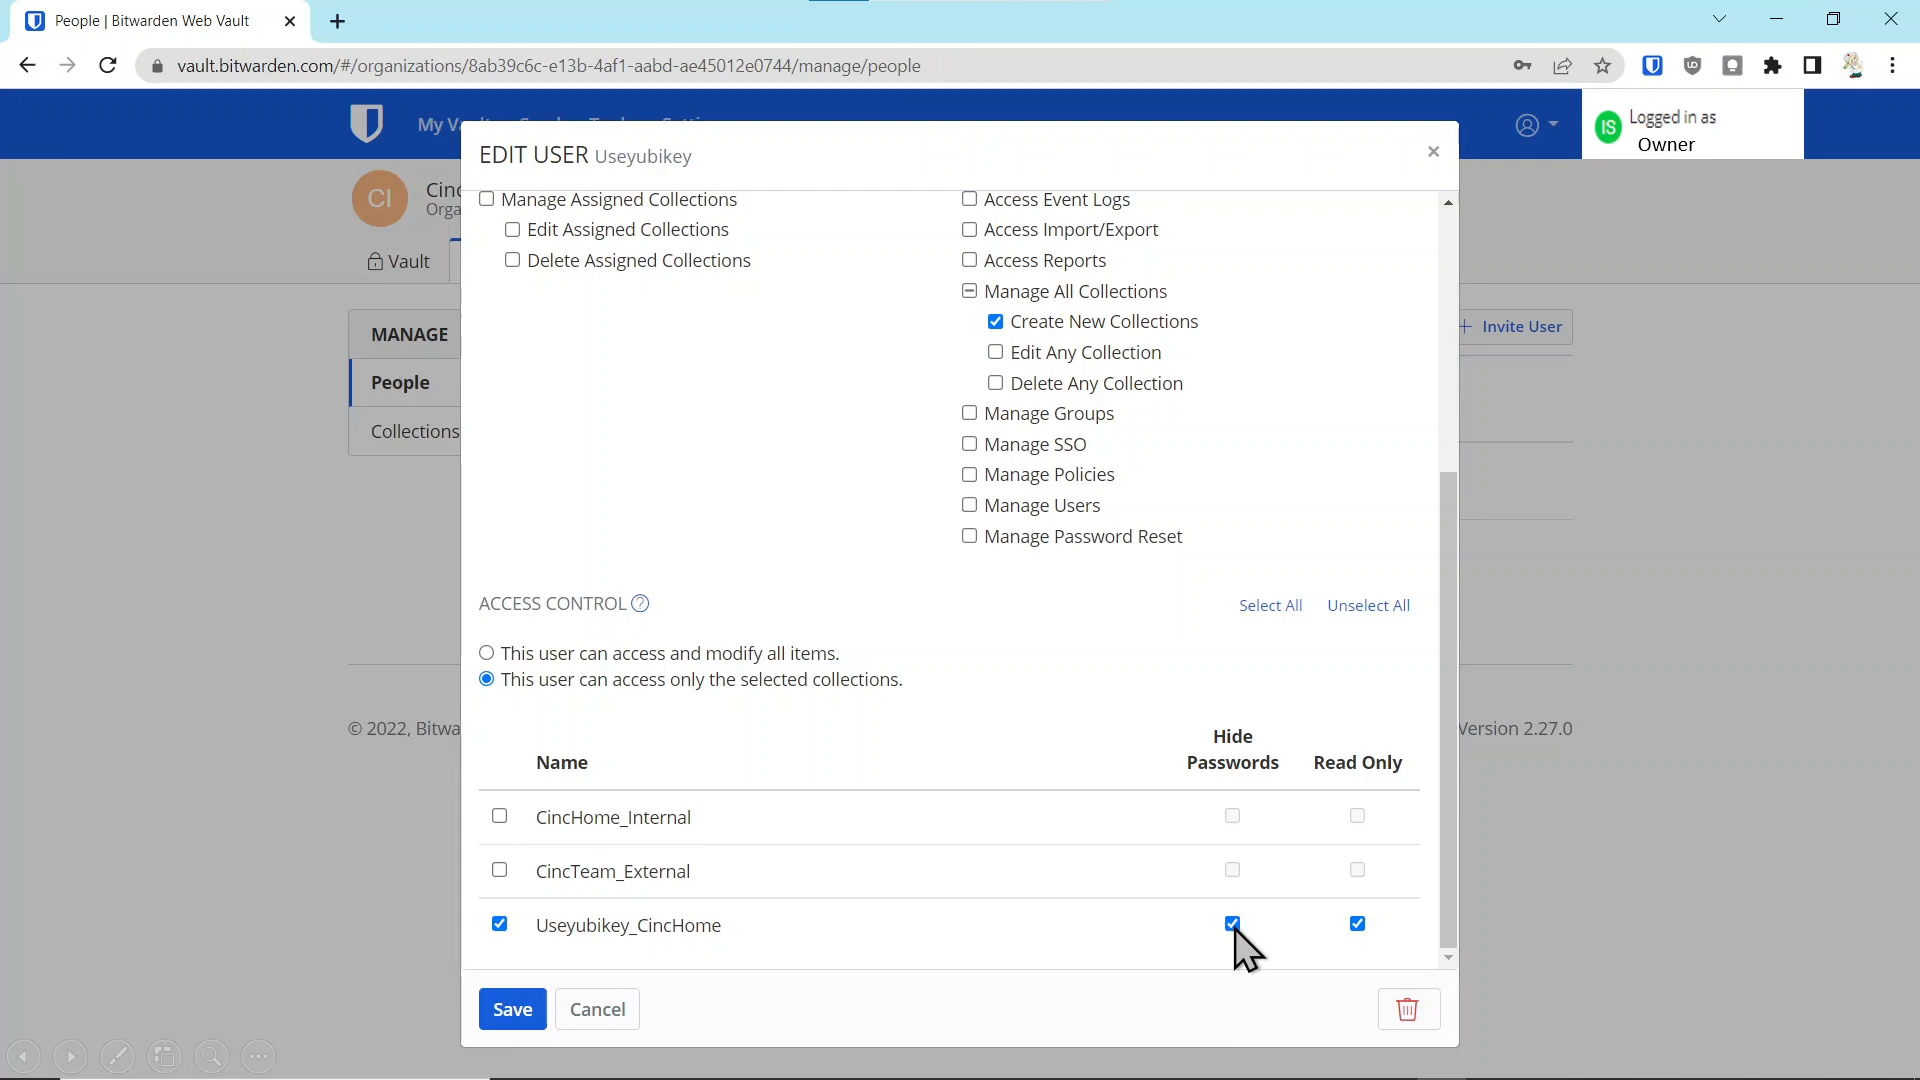 People | Bitwarden Web Vault
vault.bitwarden.com/#/organizations/8ab39c6c-e13b-4af1-aabd-ae45012e0744/manage/people
My Va
IS Logged in as
Owner
EDIT USER Useyubikey
CI
Cinc
Orga
Vault
MANAGE
People
Collections
Invite User
Manage Assigned Collections
Edit Assigned Collections
Delete Assigned Collections
Access Event Logs
Access Import/Export
Access Reports
Manage All Collections
Create New Collections
Edit Any Collection
Delete Any Collection
Manage Groups
Manage SSO
Manage Policies
Manage Users
Manage Password Reset
ACCESS CONTROL
Select All Unselect All
This user can access and modify all items.
This user can access only the selected collections.
© 2022, Bitwa
Version 2.27.0
Name Hide Passwords Read Only
CincHome_Internal
CincTeam_External
Useyubikey_CincHome
Save Cancel